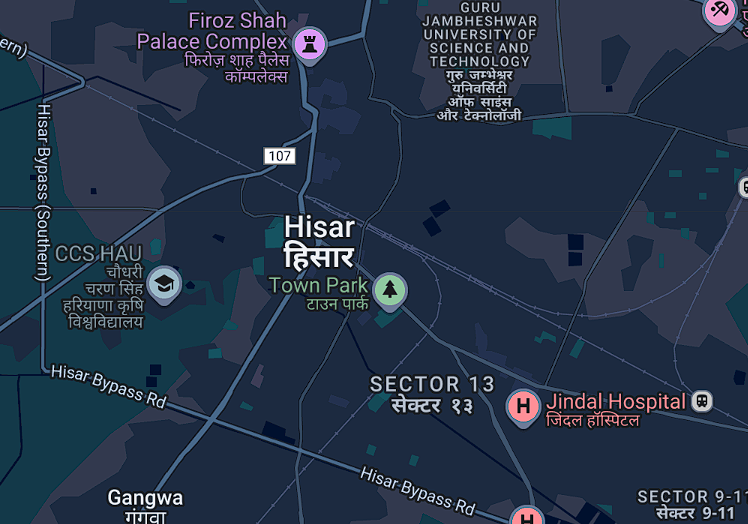 Firoz Shah
Palace Complex
फिरोज़ शाह पैलेस
कॉम्पलेक्स
GURU
JAMBHESHWAR
UNIVERSITY OF
SCIENCE AND
TECHNOLOGY
गुरु जम्भेश्वर
यूनिवर्सिटी
ऑफ साइंस
और टेक्नोलॉजी
Hisar Bypass (Southern)
107
Hisar
हिसार
CCS HAU
चौधरी
चरण सिंह
हरियाणा कृषि
विश्वविद्यालय
Town Park
टाउन पार्क
Hisar Bypass Rd
SECTOR 13
सेक्टर १३
H
Jindal Hospital
जिंदल हॉस्पिटल
Hisar Bypass Rd
Gangwa
गंगवा
SECTOR 9-11
सेक्टर 9-11
H